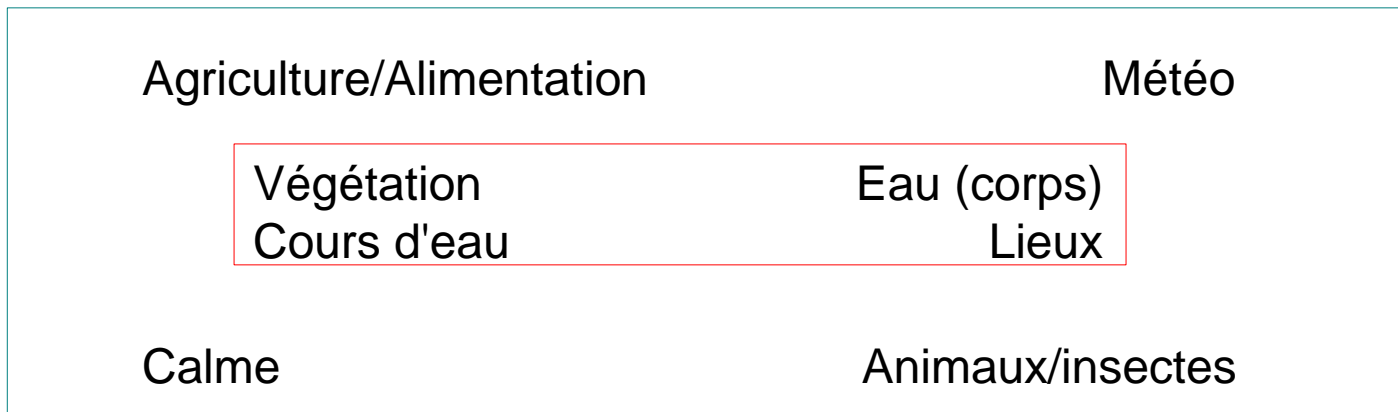 Agriculture/Alimentation Météo
Végétation Eau (corps)
Cours d'eau Lieux
Calme Animaux/insectes